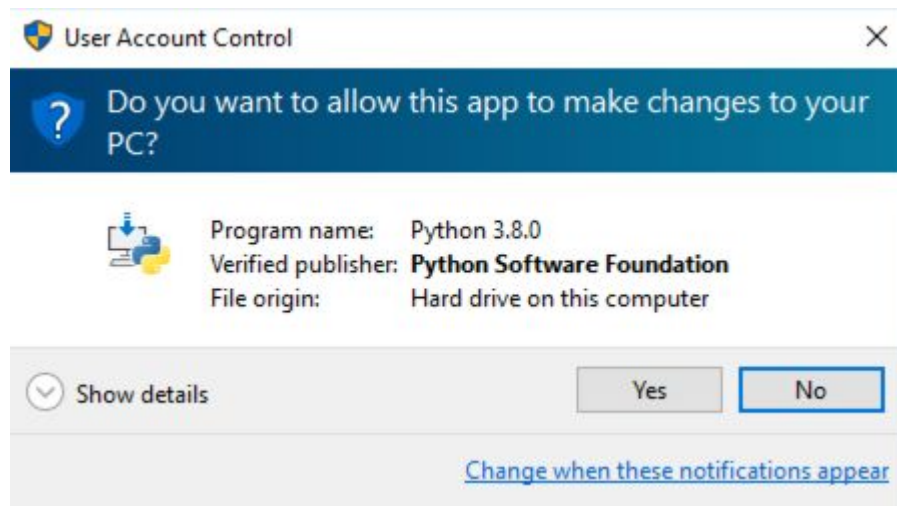 User Account Control
Do you want to allow this app to make changes to your
PC?
Program name: Python 3.8.0
Verified publisher: Python Software Foundation
File origin: Hard drive on this computer
Show details
Yes
No
Change when these notifications appear